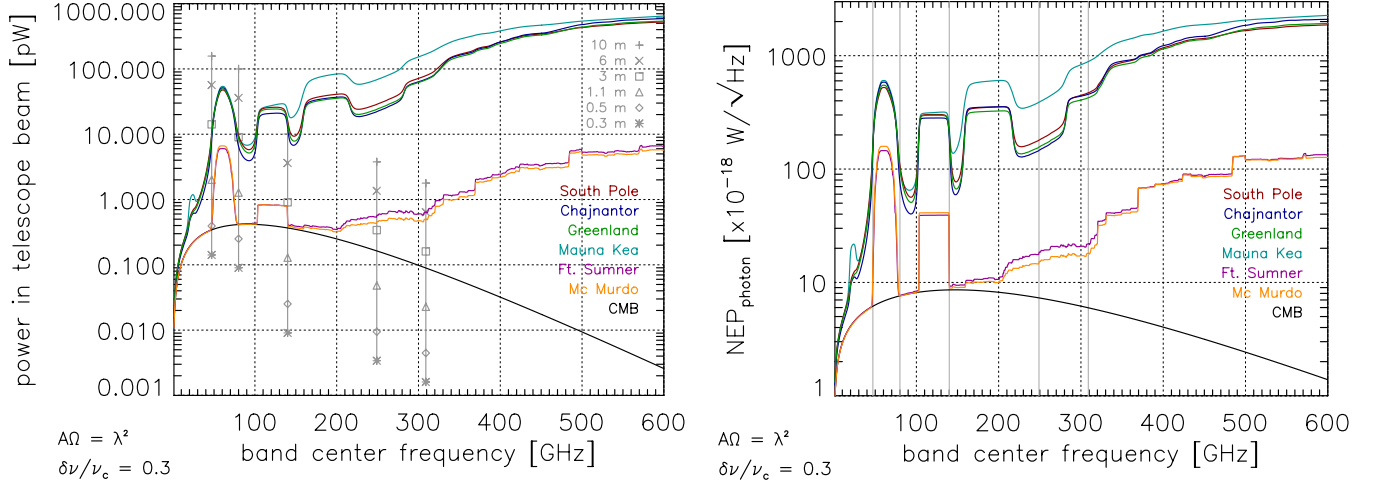 power in telescope beam [pW]
1000.000
100.000
10.000
1.000
0.100
0.010
0.001
10 m
6 m
3 m
1.1 m
0.5 m
0.3 m
South Pole
Chajnantor
Greenland
Mauna Kea
Ft. Sumner
Mc Murdo
CMB
100 200 300 400 500 600
band center frequency [GHz]
AΩ = λ²
δν/ν_c = 0.3
NEP_photon [x10⁻¹⁸ W/√Hz]
1000
100
10
1
South Pole
Chajnantor
Greenland
Mauna Kea
Ft. Sumner
Mc Murdo
CMB
100 200 300 400 500 600
band center frequency [GHz]
AΩ = λ²
δν/ν_c = 0.3